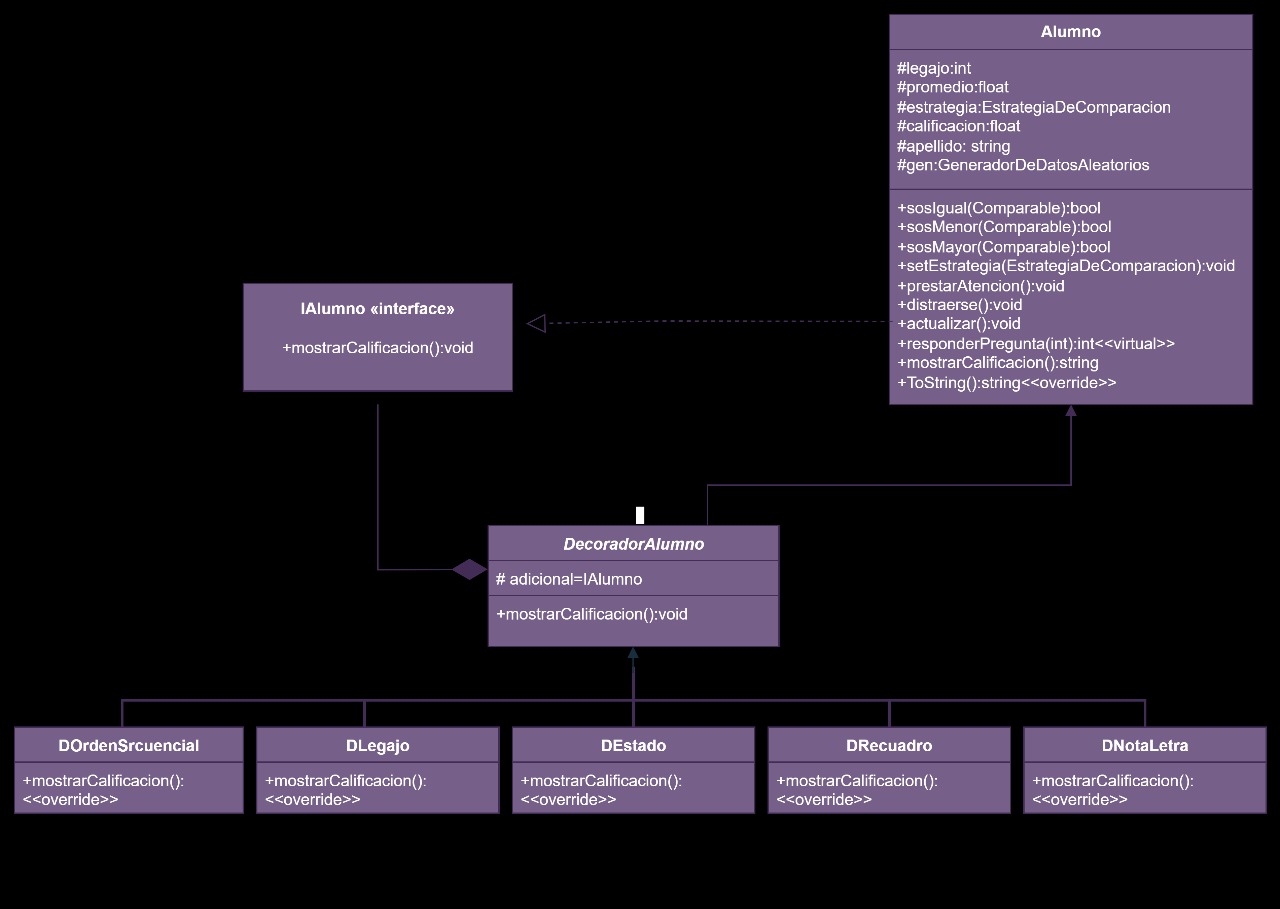 Alumno
#legajo:int
#promedio:float
#estrategia:EstrategiaDeComparacion
#calificacion:float
#apellido: string
#gen:GeneradorDeDatosAleatorios
+sosIgual(Comparable):bool
+sosMenor(Comparable):bool
+sosMayor(Comparable):bool
+setEstrategia(EstrategiaDeComparacion):void
+prestarAtencion():void
+distraerse():void
+actualizar():void
+responderPregunta(int):int<<virtual>>
+mostrarCalificacion():string
+ToString():string<<override>>
IAlumno «interface»
+mostrarCalificacion():void
DecoradorAlumno
# adicional=IAlumno
+mostrarCalificacion():void
DOrdenSrcuencial
+mostrarCalificacion():
<<override>>
DLegajo
+mostrarCalificacion():
<<override>>
DEstado
+mostrarCalificacion():
<<override>>
DRecuadro
+mostrarCalificacion():
<<override>>
DNotaLetra
+mostrarCalificacion():
<<override>>